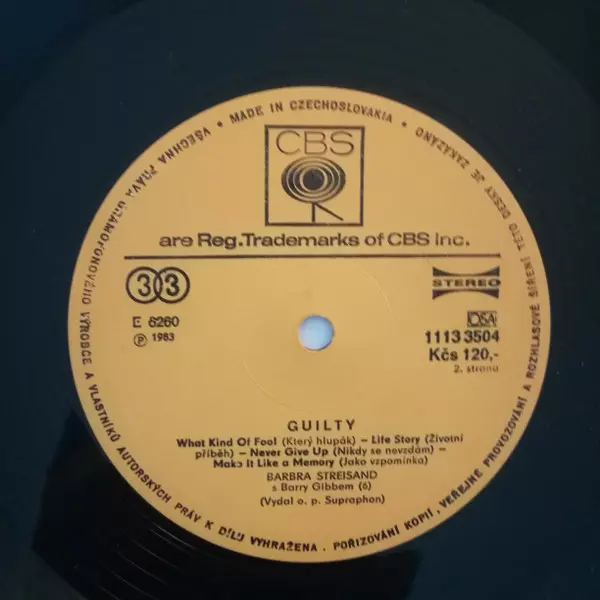 VŠECHNA PRÁVA GRAMOFONOVÉHO VÝROBCE A VLASTNÍKŮ AUTORSKÝCH PRÁV K DÍLU VYHRAŽENA . POŘIZOVÁNÍ KOPIÍ, VEŘEJNÉ PROVOZOVÁNÍ A ROZHLASOVÉ ŠÍŘENÍ TÉTO DESKY JE ZAKÁZÁNO
• MADE IN CZECHOSLOVAKIA •
CBS
are Reg.Trademarks of CBS Inc.
33
STEREO
E 6260
OSA
℗ 1983
1113 3504
Kčs 120,-
2. strana
GUILTY
What Kind Of Fool (Který hlupák) – Life Story (Životní
příběh) – Never Give Up (Nikdy se nevzdám) –
Make It Like a Memory (Jako vzpomínka)
BARBRA STREISAND
s Barry Gibbem (6)
(Vydal o. p. Supraphon)